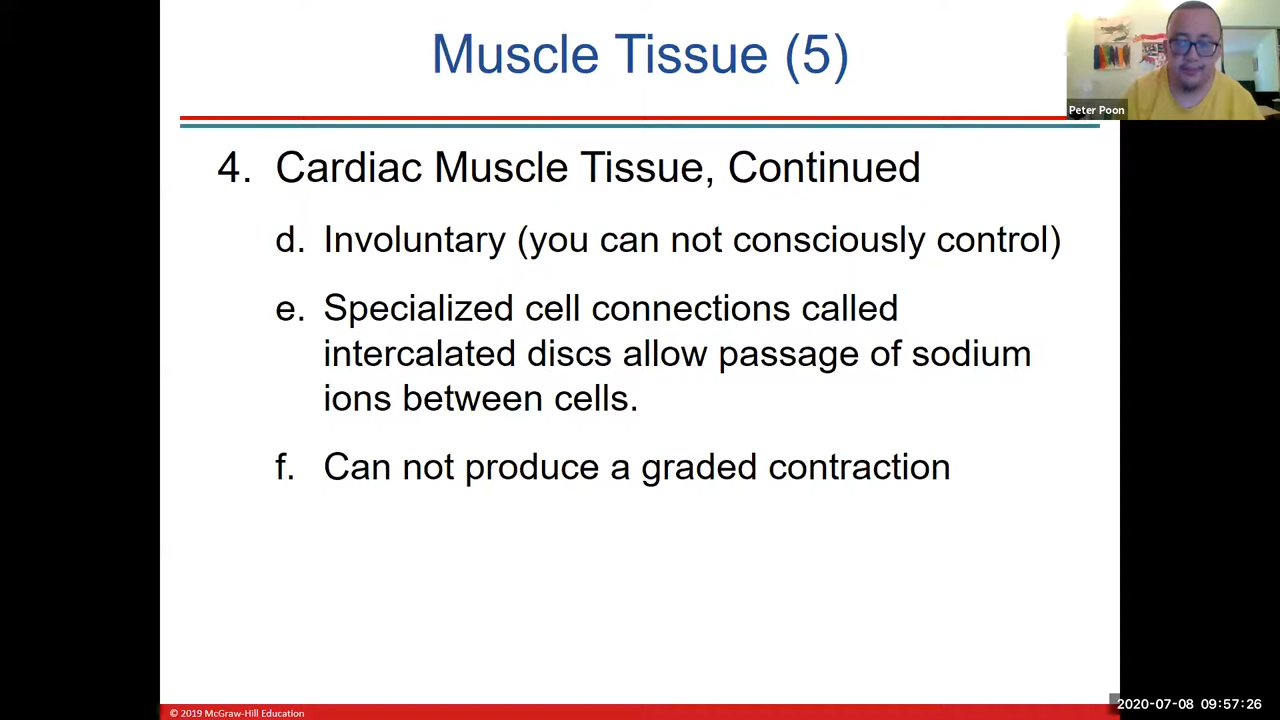 Muscle Tissue (5)
Peter Poon
4. Cardiac Muscle Tissue, Continued
d. Involuntary (you can not consciously control)
e. Specialized cell connections called
intercalated discs allow passage of sodium
ions between cells.
f. Can not produce a graded contraction
© 2019 McGraw-Hill Education
2020-07-08 09:57:26